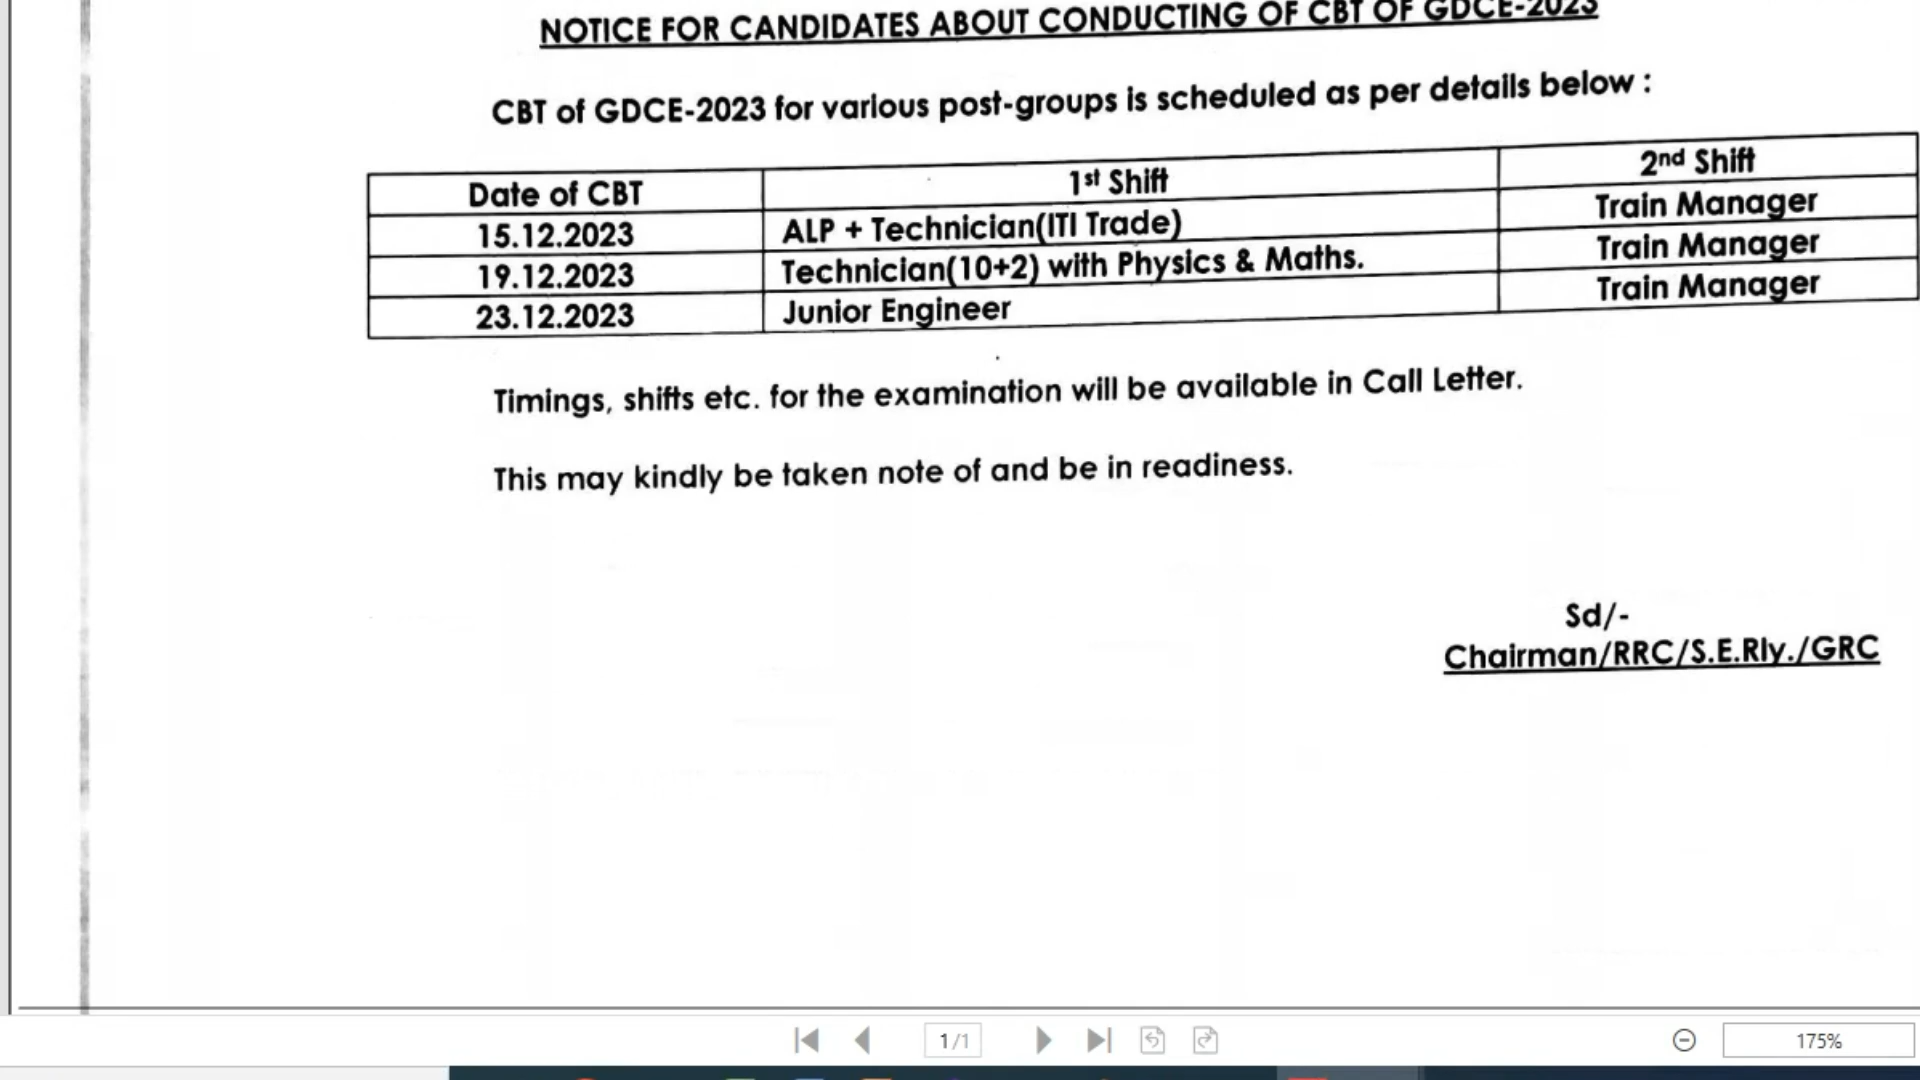 NOTICE FOR CANDIDATES ABOUT CONDUCTING OF CBT OF GDCE-2023
CBT of GDCE-2023 for various post-groups is scheduled as per details below :
Date of CBT 1st Shift 2nd Shift
15.12.2023 ALP + Technician(ITI Trade) Train Manager
19.12.2023 Technician(10+2) with Physics & Maths. Train Manager
23.12.2023 Junior Engineer Train Manager
Timings, shifts etc. for the examination will be available in Call Letter.
This may kindly be taken note of and be in readiness.
Sd/-
Chairman/RRC/S.E.Rly./GRC
1/1
175%